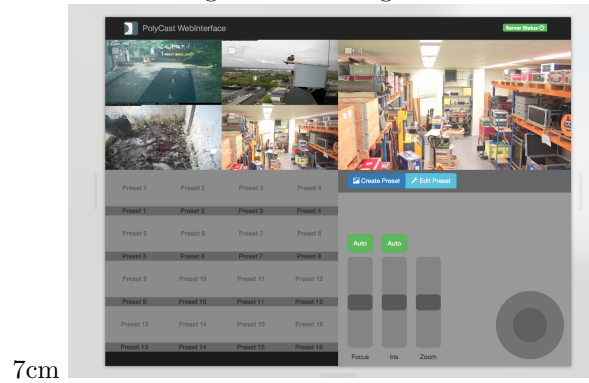 PolyCast WebInterface
Server Status
4
Preset 1 Preset 2 Preset 3 Preset 4
Preset 1 Preset 2 Preset 3 Preset 4
Preset 5 Preset 6 Preset 7 Preset 8
Preset 5 Preset 6 Preset 7 Preset 8
Preset 9 Preset 10 Preset 11 Preset 12
Preset 9 Preset 10 Preset 11 Preset 12
Preset 13 Preset 14 Preset 15 Preset 16
Preset 13 Preset 14 Preset 15 Preset 16
Create Preset Edit Preset
Auto Auto
Focus Iris Zoom
7cm